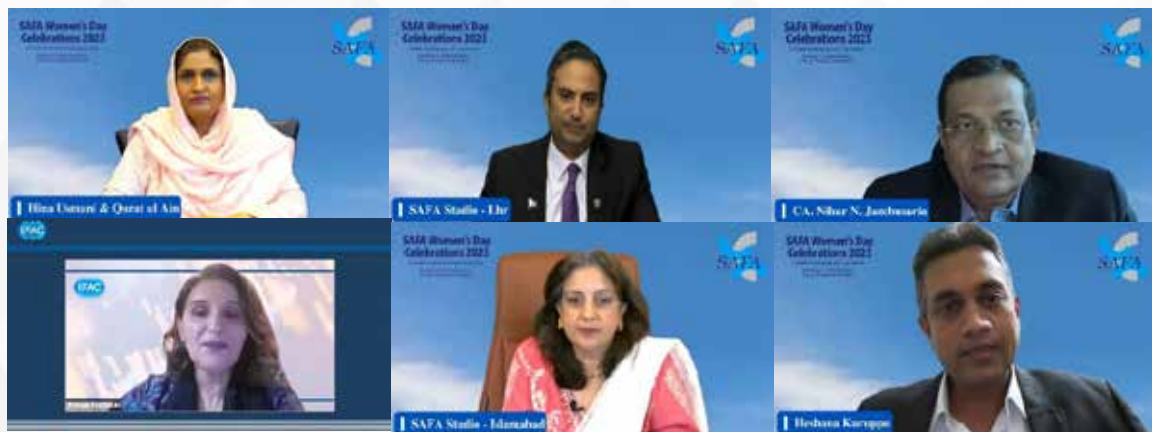 SAFA Women's Day
Celebrations 2023
SAFA
Hina Usmani & Qurat ul Ain
SAFA Women's Day
Celebrations 2023
SAFA Studio - Lhr
SAFA Women's Day
Celebrations 2023
SAFA
CA. Nihar N. Jambusaria
IFAC
IFAC
SAFA Women's Day
Celebrations 2023
SAFA
SAFA Studio - Islamabad
SAFA Women's Day
Celebrations 2023
SAFA
Heshana Kuruppu